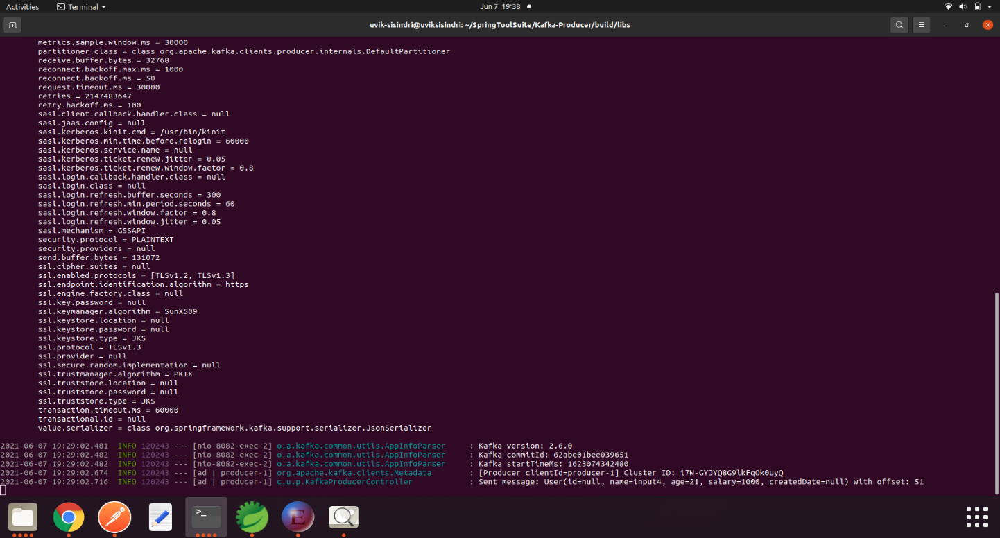 Activities
Terminal
Jun 7 19:38
uvik-sisindri@uviksisindri: ~/SpringToolSuite/Kafka-Producer/build/libs
metrics.sample.window.ms = 30000
partitioner.class = class org.apache.kafka.clients.producer.internals.DefaultPartitioner
receive.buffer.bytes = 32768
reconnect.backoff.max.ms = 1000
reconnect.backoff.ms = 50
request.timeout.ms = 30000
retries = 2147483647
retry.backoff.ms = 100
sasl.client.callback.handler.class = null
sasl.jaas.config = null
sasl.kerberos.kinit.cmd = /usr/bin/kinit
sasl.kerberos.min.time.before.relogin = 60000
sasl.kerberos.service.name = null
sasl.kerberos.ticket.renew.jitter = 0.05
sasl.kerberos.ticket.renew.window.factor = 0.8
sasl.login.callback.handler.class = null
sasl.login.class = null
sasl.login.refresh.buffer.seconds = 300
sasl.login.refresh.min.period.seconds = 60
sasl.login.refresh.window.factor = 0.8
sasl.login.refresh.window.jitter = 0.05
sasl.mechanism = GSSAPI
security.protocol = PLAINTEXT
security.providers = null
send.buffer.bytes = 131072
ssl.cipher.suites = null
ssl.enabled.protocols = [TLSv1.2, TLSv1.3]
ssl.endpoint.identification.algorithm = https
ssl.engine.factory.class = null
ssl.key.password = null
ssl.keymanager.algorithm = SunX509
ssl.keystore.location = null
ssl.keystore.password = null
ssl.keystore.type = JKS
ssl.protocol = TLSv1.3
ssl.provider = null
ssl.secure.random.implementation = null
ssl.trustmanager.algorithm = PKIX
ssl.truststore.location = null
ssl.truststore.password = null
ssl.truststore.type = JKS
transaction.timeout.ms = 60000
transactional.id = null
value.serializer = class org.springframework.kafka.support.serializer.JsonSerializer
2021-06-07 19:29:02.481 INFO 120243 --- [nio-8082-exec-2] o.a.kafka.common.utils.AppInfoParser : Kafka version: 2.6.0
2021-06-07 19:29:02.482 INFO 120243 --- [nio-8082-exec-2] o.a.kafka.common.utils.AppInfoParser : Kafka commitId: 62abe01bee039651
2021-06-07 19:29:02.482 INFO 120243 --- [nio-8082-exec-2] o.a.kafka.common.utils.AppInfoParser : Kafka startTimeMs: 1623074342480
2021-06-07 19:29:02.674 INFO 120243 --- [ad | producer-1] org.apache.kafka.clients.Metadata : [Producer clientId=producer-1] Cluster ID: i7W-GYJYQ8G9lkFqOk0uyQ
2021-06-07 19:29:02.716 INFO 120243 --- [ad | producer-1] c.u.p.KafkaProducerController : Sent message: User(id=null, name=input4, age=21, salary=1000, createdDate=null) with offset: 51
>_
E